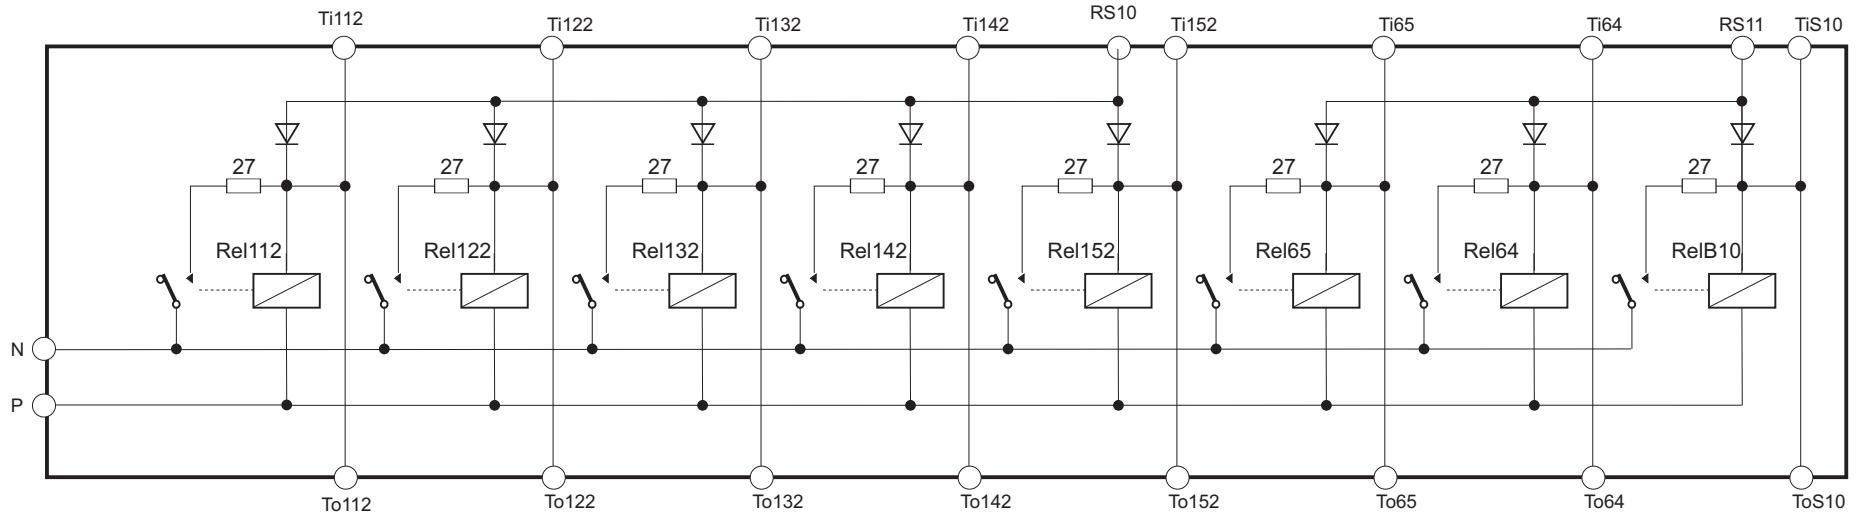 Ti112 Ti122 Ti132 Ti142 RS10 Ti152 Ti65 Ti64 RS11 TiS10
27 27 27 27 27 27 27 27
Rel112 Rel122 Rel132 Rel142 Rel152 Rel65 Rel64 RelB10
N
P
To112 To122 To132 To142 To152 To65 To64 ToS10